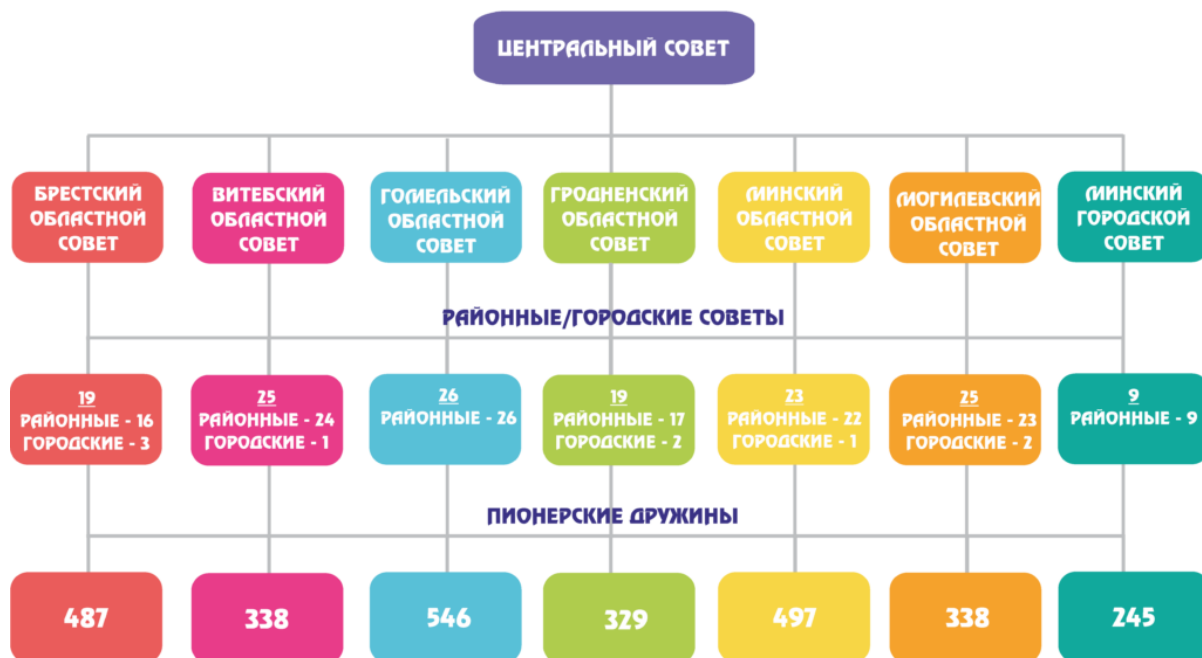 ЦЕНТРАЛЬНЫЙ СОВЕТ
БРЕСТСКИЙ
ОБЛАСТНОЙ
СОВЕТ
ВИТЕБСКИЙ
ОБЛАСТНОЙ
СОВЕТ
ГОМЕЛЬСКИЙ
ОБЛАСТНОЙ
СОВЕТ
ГРОДНЕНСКИЙ
ОБЛАСТНОЙ
СОВЕТ
МИНСКИЙ
ОБЛАСТНОЙ
СОВЕТ
МОГИЛЕВСКИЙ
ОБЛАСТНОЙ
СОВЕТ
МИНСКИЙ
ГОРОДСКОЙ
СОВЕТ
РАЙОННЫЕ/ГОРОДСКИЕ СОВЕТЫ
19
РАЙОННЫЕ - 16
ГОРОДСКИЕ - 3
25
РАЙОННЫЕ - 24
ГОРОДСКИЕ - 1
26
РАЙОННЫЕ - 26
19
РАЙОННЫЕ - 17
ГОРОДСКИЕ - 2
23
РАЙОННЫЕ - 22
ГОРОДСКИЕ - 1
25
РАЙОННЫЕ - 23
ГОРОДСКИЕ - 2
9
РАЙОННЫЕ - 9
ПИОНЕРСКИЕ ДРУЖИНЫ
487
338
546
329
497
338
245